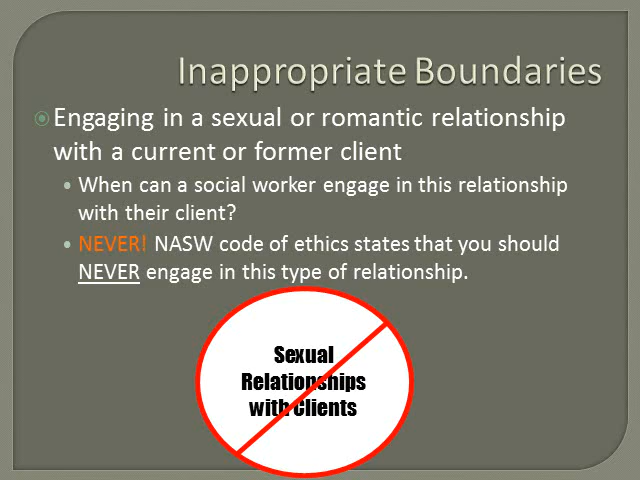 Inappropriate Boundaries
Engaging in a sexual or romantic relationship
with a current or former client
When can a social worker engage in this relationship
with their client?
NEVER! NASW code of ethics states that you should
NEVER engage in this type of relationship.
Sexual
Relationships
with Clients